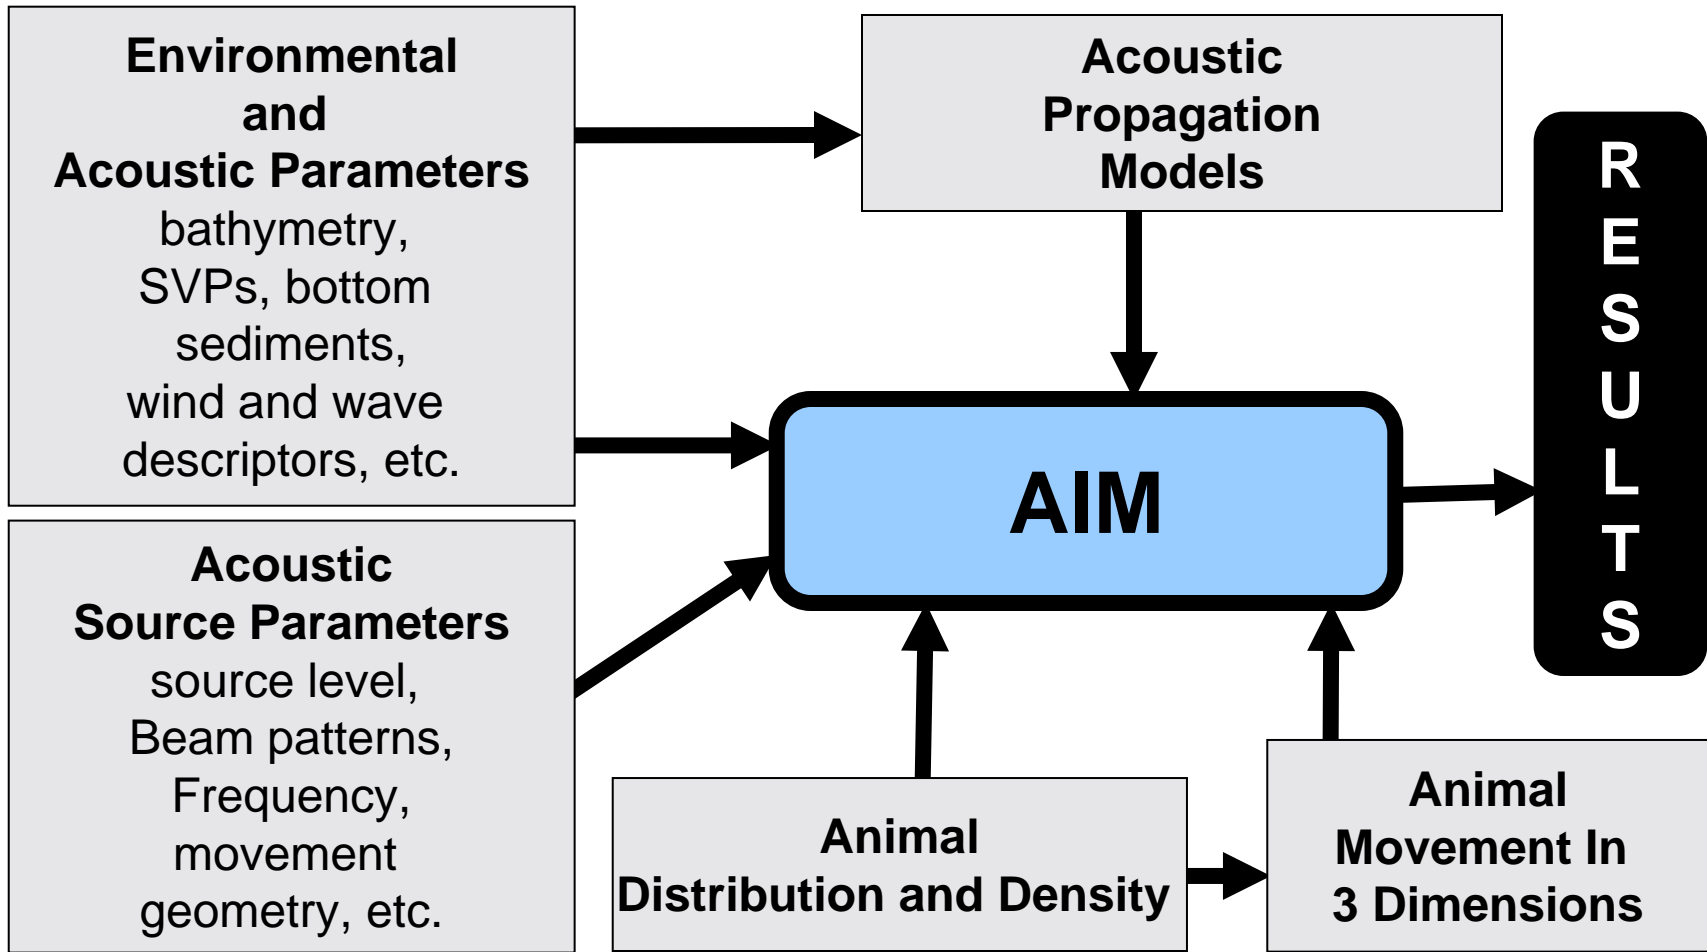 Environmental
and
Acoustic Parameters
bathymetry,
SVPs, bottom
sediments,
wind and wave
descriptors, etc.
Acoustic
Source Parameters
source level,
Beam patterns,
Frequency,
movement
geometry, etc.
Acoustic
Propagation
Models
AIM
Animal
Distribution and Density
Animal
Movement In
3 Dimensions
R
E
S
U
L
T
S